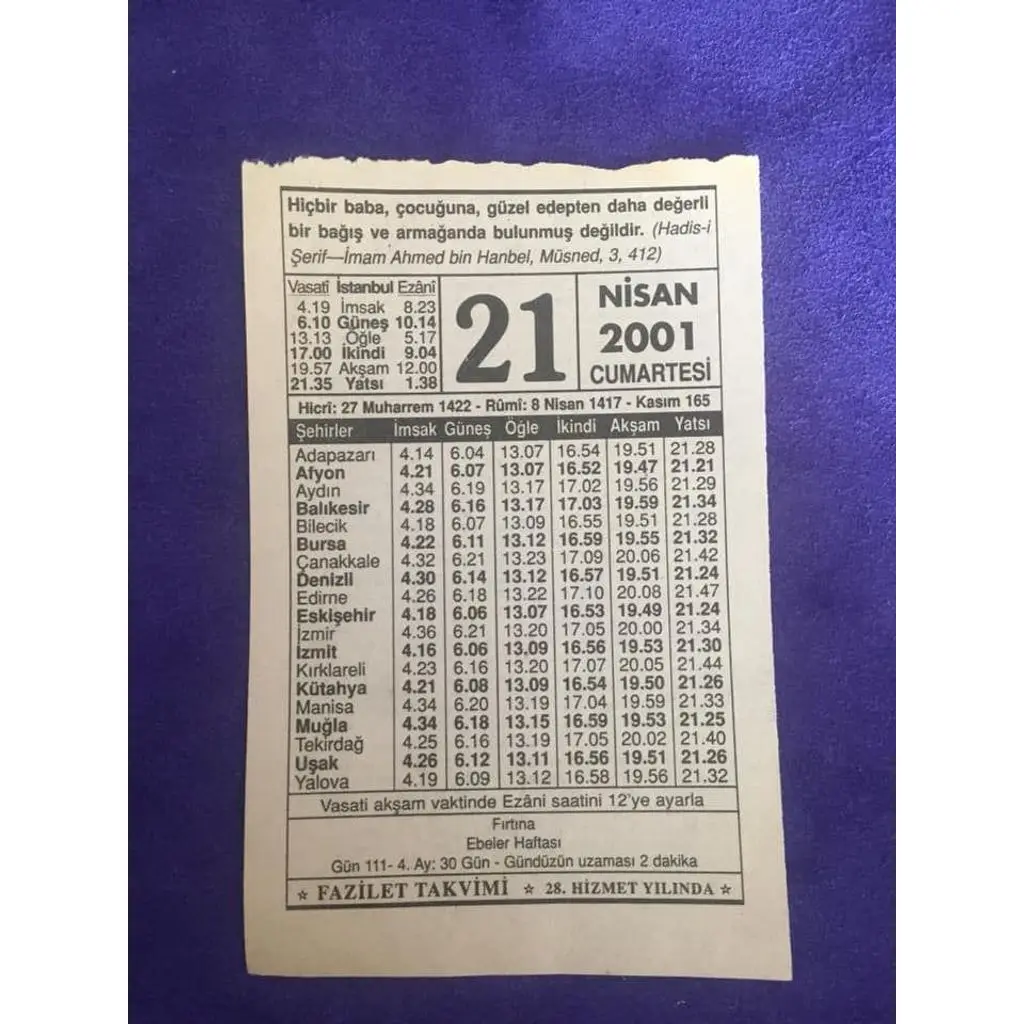 Hiçbir baba, çocuğuna, güzel edepten daha değerli
bir bağış ve armağanda bulunmuş değildir. (Hadis-i
Şerif—İmam Ahmed bin Hanbel, Müsned, 3, 412)
Vasatî İstanbul Ezânî
4.19 İmsak 8.23
6.10 Güneş 10.14
13.13 Öğle 5.17
17.00 İkindi 9.04
19.57 Akşam 12.00
21.35 Yatsı 1.38
21
NİSAN
2001
CUMARTESİ
Hicrî: 27 Muharrem 1422 - Rûmî: 8 Nisan 1417 - Kasım 165
Şehirler İmsak Güneş Öğle İkindi Akşam Yatsı
Adapazarı 4.14 6.04 13.07 16.54 19.51 21.28
Afyon 4.21 6.07 13.07 16.52 19.47 21.21
Aydın 4.34 6.19 13.17 17.02 19.56 21.29
Balıkesir 4.28 6.16 13.17 17.03 19.59 21.34
Bilecik 4.18 6.07 13.09 16.55 19.51 21.28
Bursa 4.22 6.11 13.12 16.59 19.55 21.32
Çanakkale 4.32 6.21 13.23 17.09 20.06 21.42
Denizli 4.30 6.14 13.12 16.57 19.51 21.24
Edirne 4.26 6.18 13.22 17.10 20.08 21.47
Eskişehir 4.18 6.06 13.07 16.53 19.49 21.24
İzmir 4.36 6.21 13.20 17.05 20.00 21.34
İzmit 4.16 6.06 13.09 16.56 19.53 21.30
Kırklareli 4.23 6.16 13.20 17.07 20.05 21.44
Kütahya 4.21 6.08 13.09 16.54 19.50 21.26
Manisa 4.34 6.20 13.19 17.04 19.59 21.33
Muğla 4.34 6.18 13.15 16.59 19.53 21.25
Tekirdağ 4.25 6.16 13.19 17.05 20.02 21.40
Uşak 4.26 6.12 13.11 16.56 19.51 21.26
Yalova 4.19 6.09 13.12 16.58 19.56 21.32
Vasati akşam vaktinde Ezâni saatini 12'ye ayarla
Fırtına
Ebeler Haftası
Gün 111- 4. Ay: 30 Gün - Gündüzün uzaması 2 dakika
☆ FAZİLET TAKVİMİ ☆ 28. HİZMET YILINDA ☆